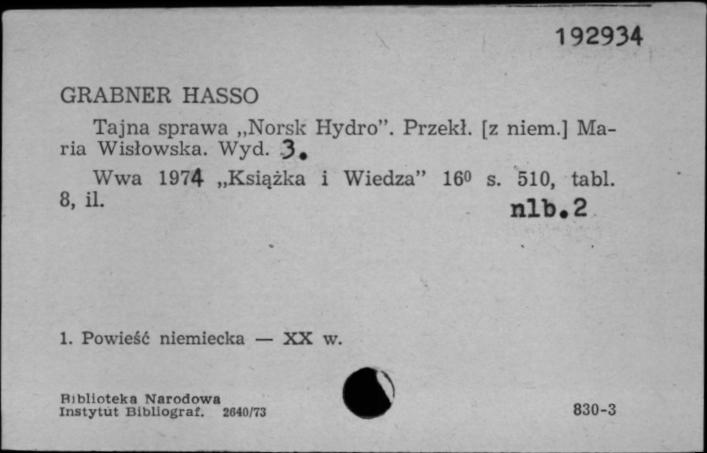 192934
GRABNER HASSO
Tajna sprawa „Norsk Hydro”. Przekł. [z niem.] Ma-
ria Wisłowska. Wyd. 3.
Wwa 1974 „Książka i Wiedza” 16⁰ s. 510, tabl.
8, il.
nlb.2
1. Powieść niemiecka — XX w.
Biblioteka Narodowa
Instytut Bibliograf. 2640/73
830-3